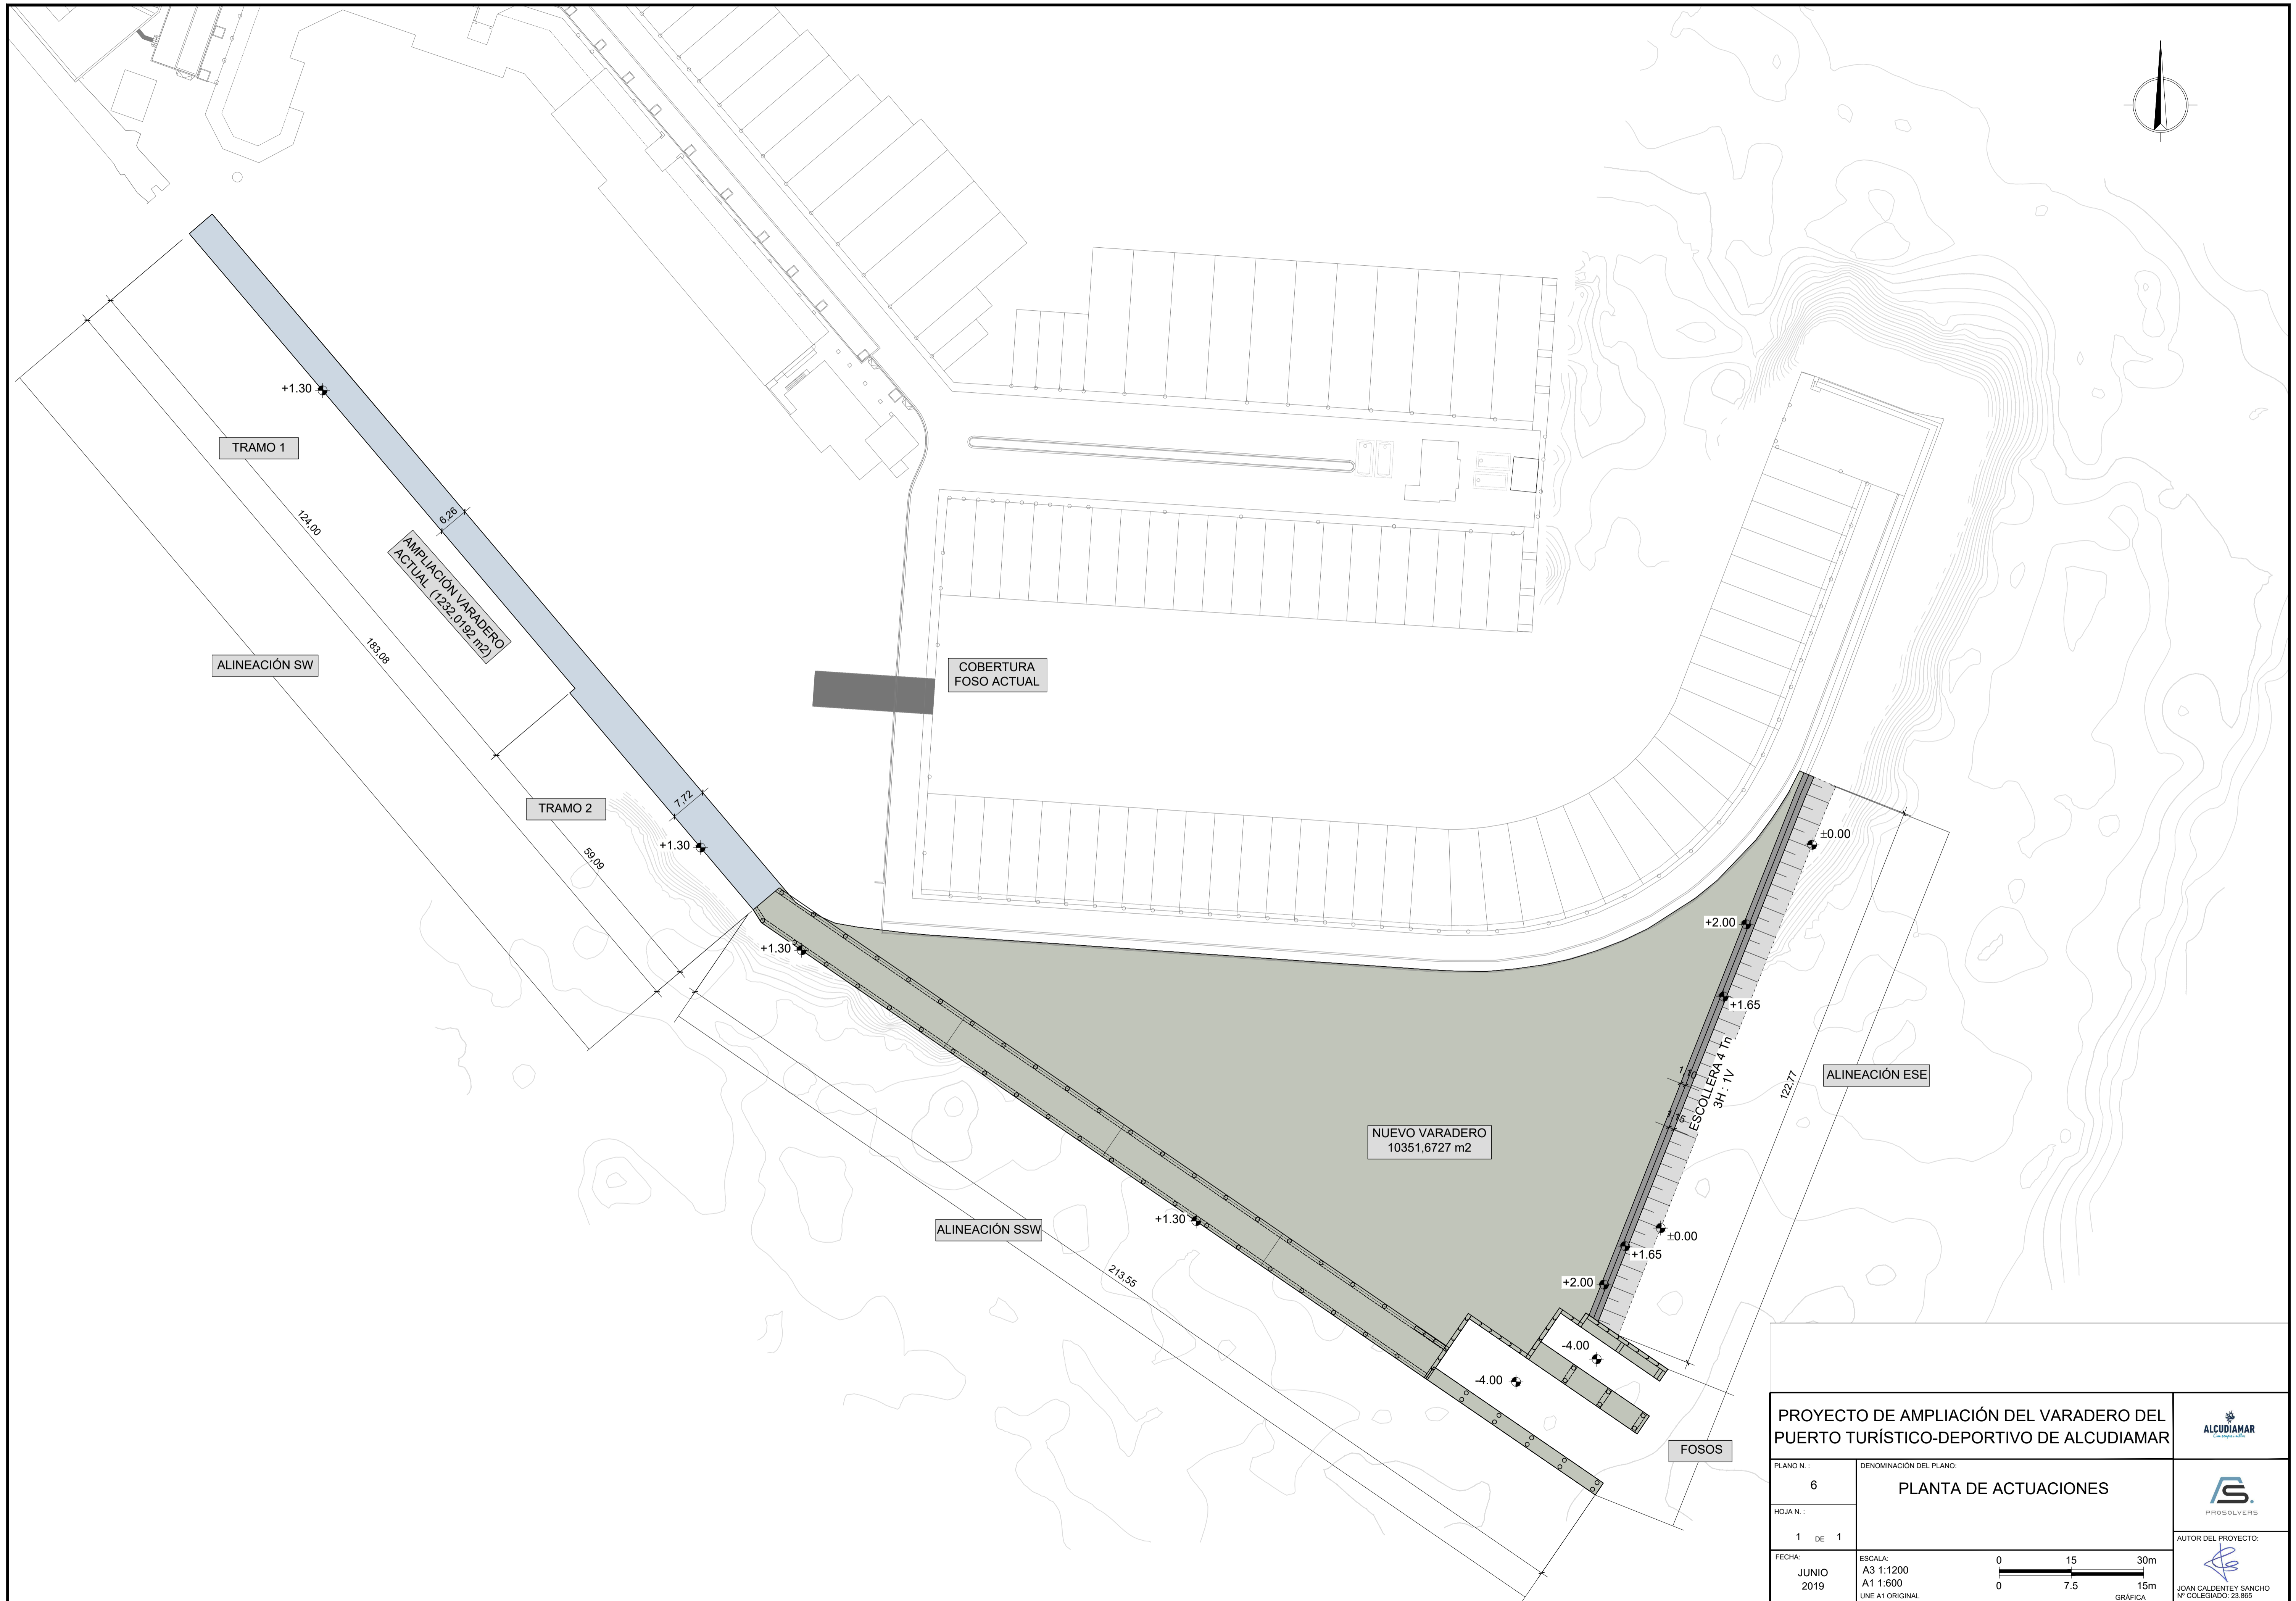 +1.30
TRAMO 1
6,26
124,00
AMPLIACIÓN VARADERO
ACTUAL (1232,0192 m2)
183,08
ALINEACIÓN SW
COBERTURA
FOSO ACTUAL
TRAMO 2
7,72
+1.30
59,09
±0.00
+2.00
+1.30
+1.65
1,10
ESCOLLERA 4 Tn
3H : 1V
122,77
ALINEACIÓN ESE
1,15
NUEVO VARADERO
10351,6727 m2
+1.30
ALINEACIÓN SSW
±0.00
+1.65
213,55
+2.00
-4.00
-4.00
FOSOS
PROYECTO DE AMPLIACIÓN DEL VARADERO DEL
PUERTO TURÍSTICO-DEPORTIVO DE ALCUDIAMAR
ALCUDIAMAR
PLANO N. :
6
DENOMINACIÓN DEL PLANO:
PLANTA DE ACTUACIONES
HOJA N. :
1 DE 1
PROSOLVERS
FECHA:
JUNIO
2019
ESCALA:
A3 1:1200
A1 1:600
UNE A1 ORIGINAL
0 15 30m
0 7.5 15m
GRÁFICA
AUTOR DEL PROYECTO:
JOAN CALDENTEY SANCHO
Nº COLEGIADO: 23.865